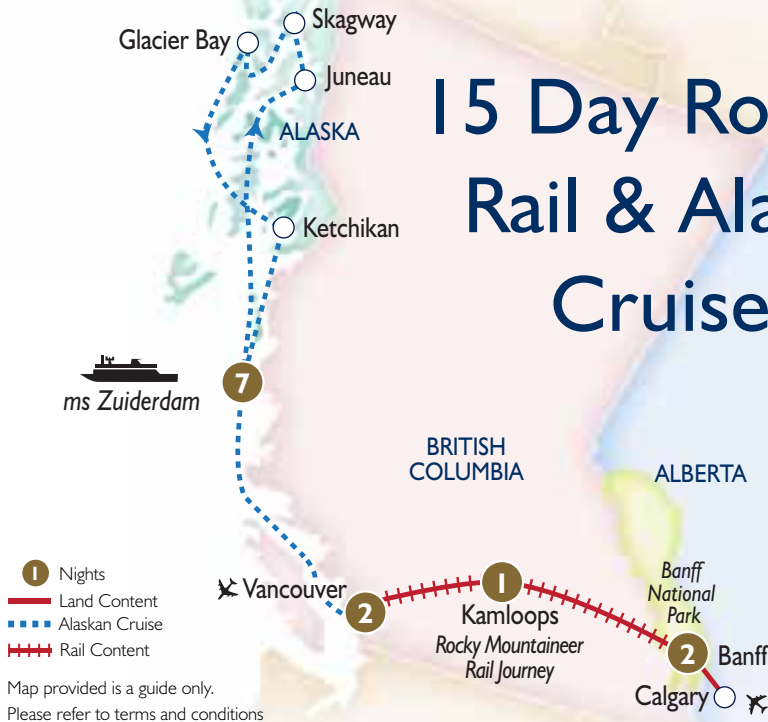 Skagway
Glacier Bay
Juneau
ALASKA
Ketchikan
15 Day Ro
Rail & Ala
Cruise
7
ms Zuiderdam
BRITISH
COLUMBIA
ALBERTA
Banff
National
Park
Vancouver
2
1
Kamloops
Rocky Mountaineer
Rail Journey
2
Banff
Calgary
1 Nights
Land Content
Alaskan Cruise
Rail Content
Map provided is a guide only.
Please refer to terms and conditions